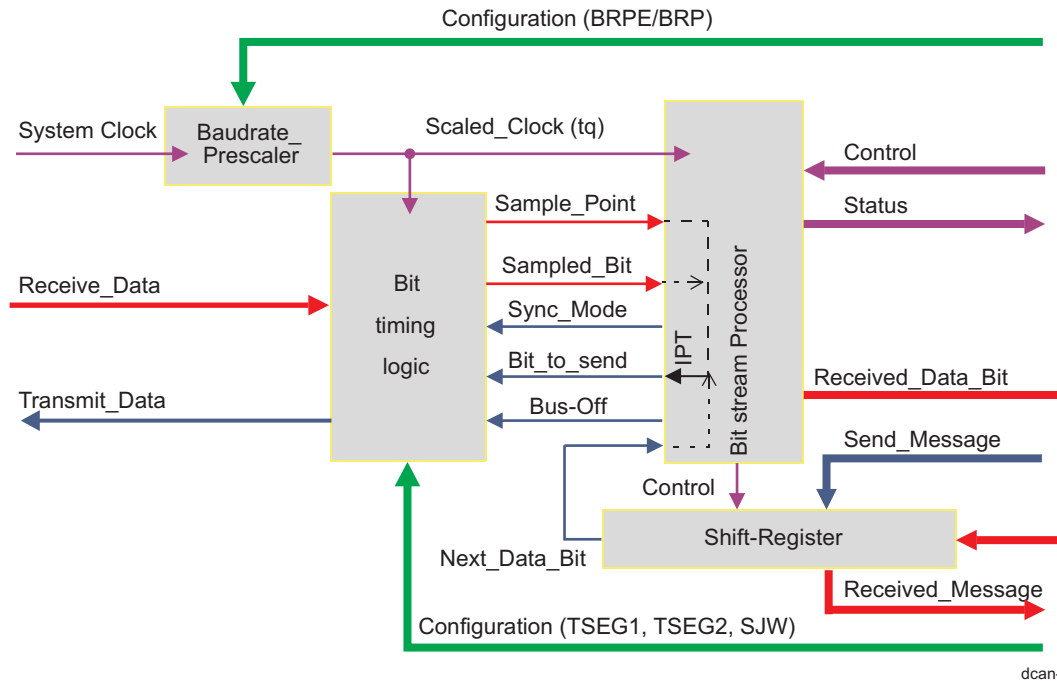 Configuration (BRPE/BRP)
System Clock
Baudrate_
Prescaler
Scaled_Clock (tq)
Control
Status
Sample_Point
Sampled_Bit
Receive_Data
Bit
timing
logic
Sync_Mode
Bit_to_send
IPT
Bit stream Processor
Bus-Off
Transmit_Data
Received_Data_Bit
Send_Message
Control
Shift-Register
Next_Data_Bit
Received_Message
Configuration (TSEG1, TSEG2, SJW)
dcan-